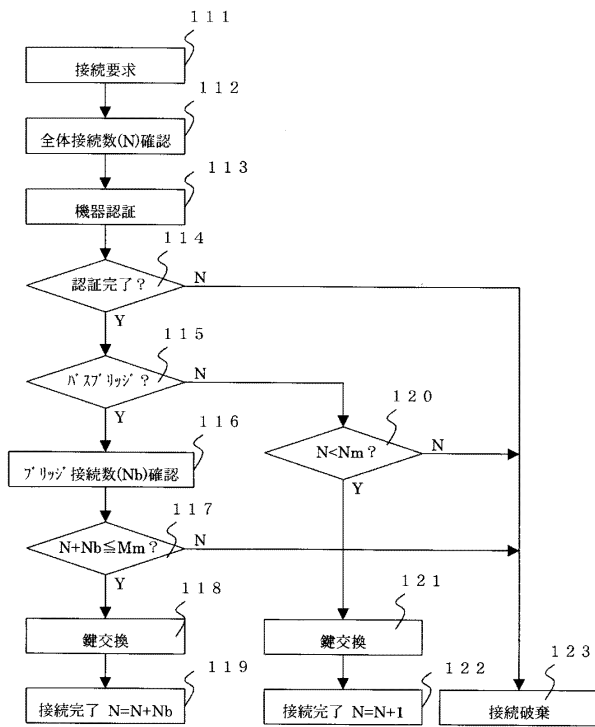 １１１
接続要求
１１２
全体接続数(N)確認
１１３
機器認証
１１４
認証完了？
N
Y
１１５
ﾊﾞｽﾌﾞﾘｯｼﾞ？
N
Y
１１６
ﾌﾞﾘｯｼﾞ接続数(Nb)確認
１２０
N<Nm？
N
Y
１１７
N+Nb≦Mm？
N
Y
１１８
鍵交換
１２１
鍵交換
１１９
接続完了 N=N+Nb
１２２
接続完了 N=N+1
１２３
接続破棄